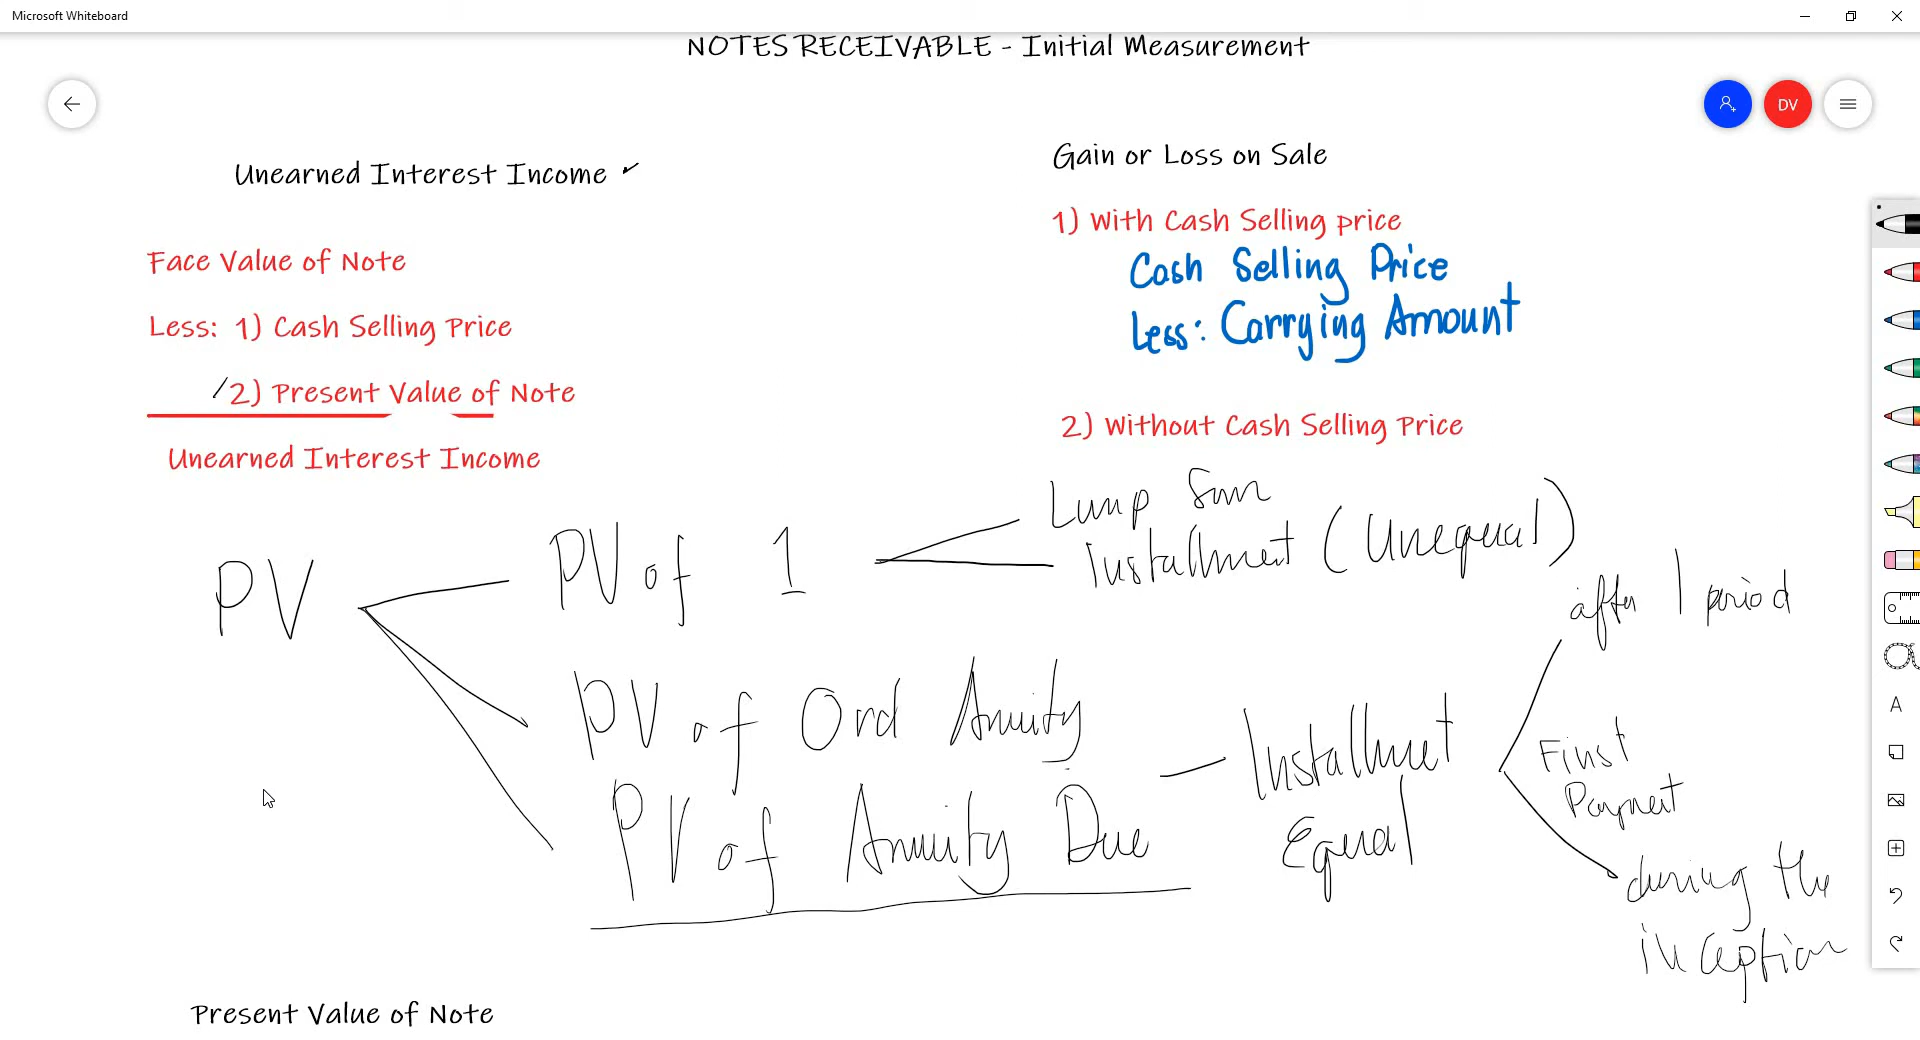 Microsoft Whiteboard
NOTES RECEIVABLE - Initial Measurement
DV
Unearned Interest Income
Face Value of Note
Less: 1) Cash Selling Price
2) Present Value of Note
Unearned Interest Income
Gain or Loss on Sale
1) With Cash Selling price
Cash Selling Price
Less: Carrying Amount
2) Without Cash Selling Price
PV
PV of 1
Lump Sum
Installment (Unequal)
PV of Ord Annuity
PV of Annuity Due
Installment
Equal
after 1 period
First
Payment
during the
inception
A
Present Value of Note